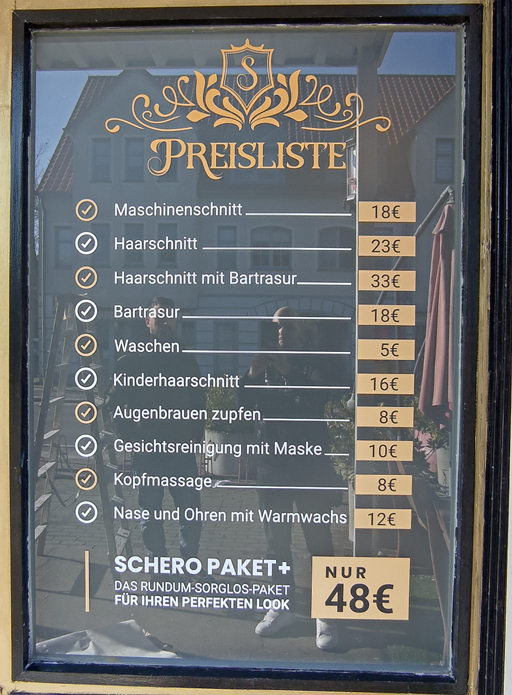 S
PREISLISTE
Maschinenschnitt 18€
Haarschnitt 23€
Haarschnitt mit Bartrasur 33€
Bartrasur 18€
Waschen 5€
Kinderhaarschnitt 16€
Augenbrauen zupfen 8€
Gesichtsreinigung mit Maske 10€
Kopfmassage 8€
Nase und Ohren mit Warmwachs 12€
SCHERO PAKET+
DAS RUNDUM-SORGLOS-PAKET
FÜR IHREN PERFEKTEN LOOK
NUR
48€